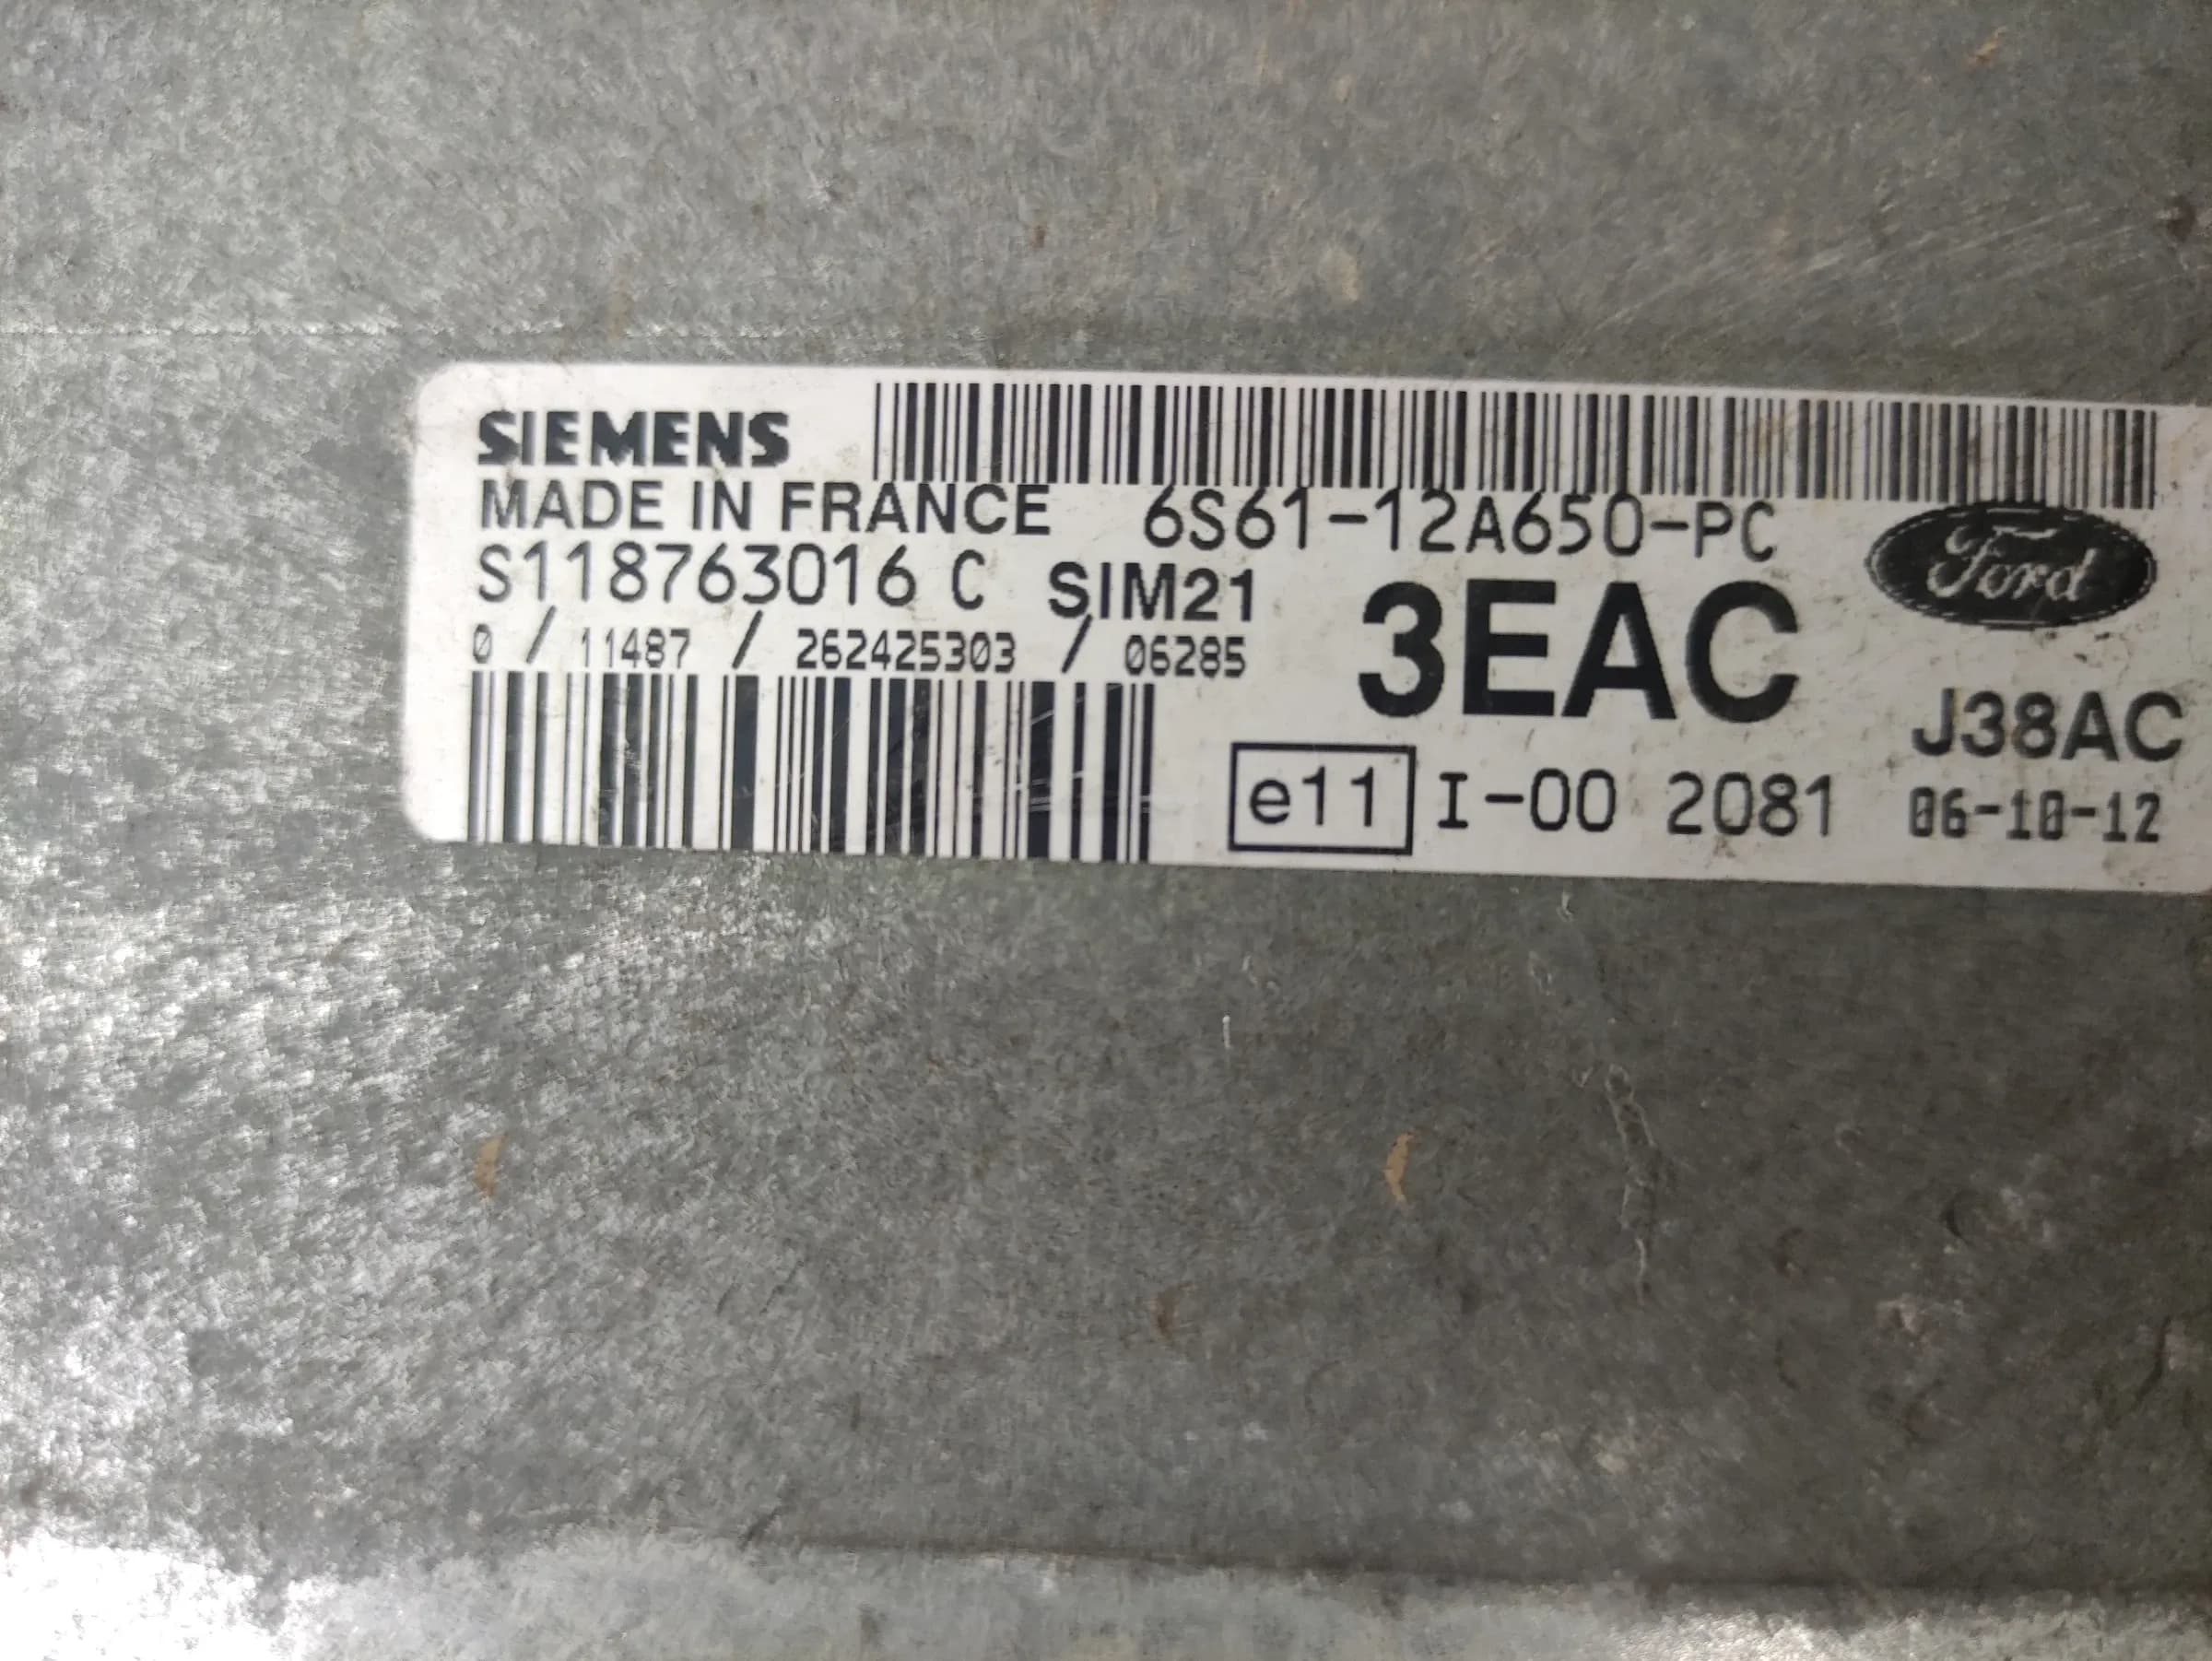 SIEMENS
MADE IN FRANCE 6S61-12A650-PC
Ford
S118763016 C SIM21 3EAC
0 / 11487 / 262425303 / 06285
J38AC
e11 I-00 2081 06-10-12